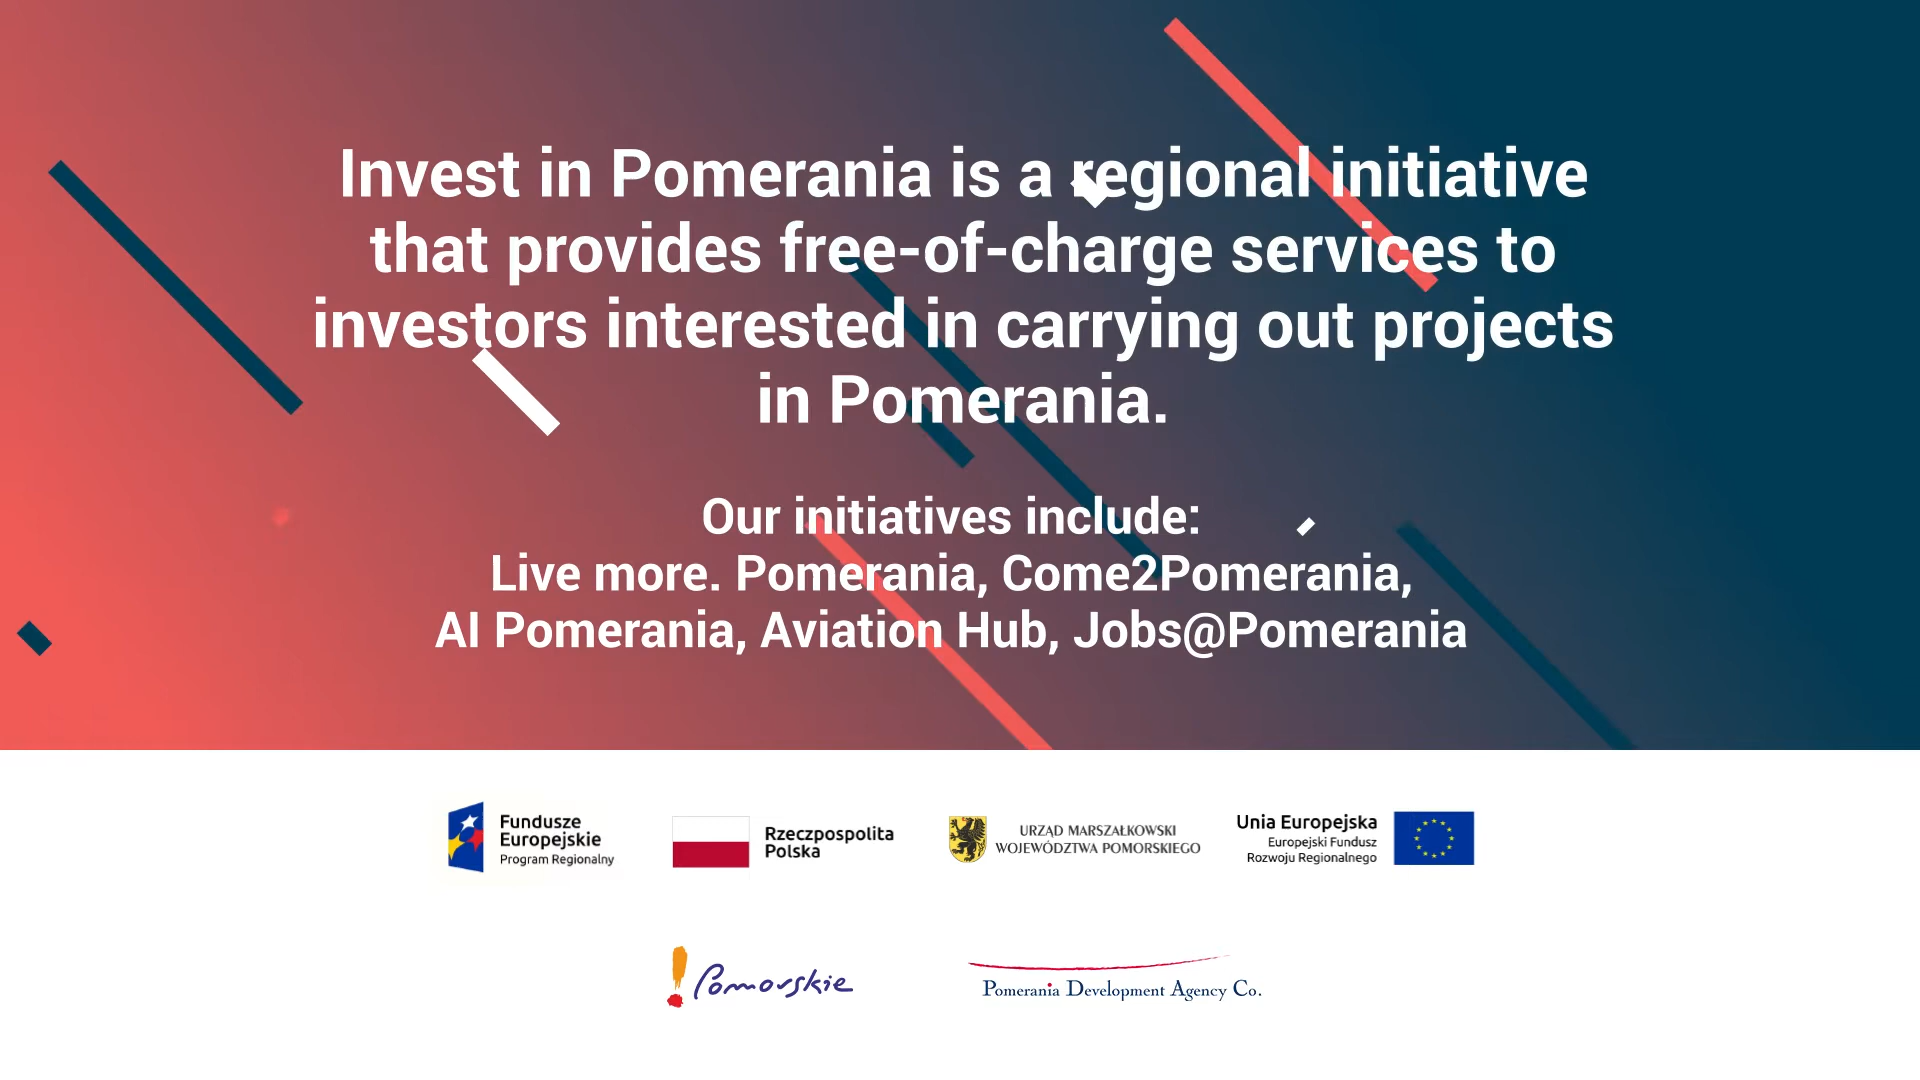 Invest in Pomerania is a regional initiative
that provides free-of-charge services to
investors interested in carrying out projects
in Pomerania.
Our initiatives include:
Live more. Pomerania, Come2Pomerania,
AI Pomerania, Aviation Hub, Jobs@Pomerania
Fundusze
Europejskie
Program Regionalny
Rzeczpospolita
Polska
URZĄD MARSZAŁKOWSKI
WOJEWÓDZTWA POMORSKIEGO
Unia Europejska
Europejski Fundusz
Rozwoju Regionalnego
Pomorskie
Pomerania Development Agency Co.